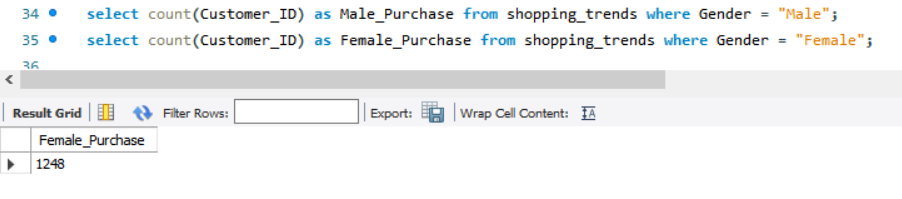 34 select count(Customer_ID) as Male_Purchase from shopping_trends where Gender = "Male";
35 select count(Customer_ID) as Female_Purchase from shopping_trends where Gender = "Female";
36
Result Grid Filter Rows: Export: Wrap Cell Content: IA
Female_Purchase
1248